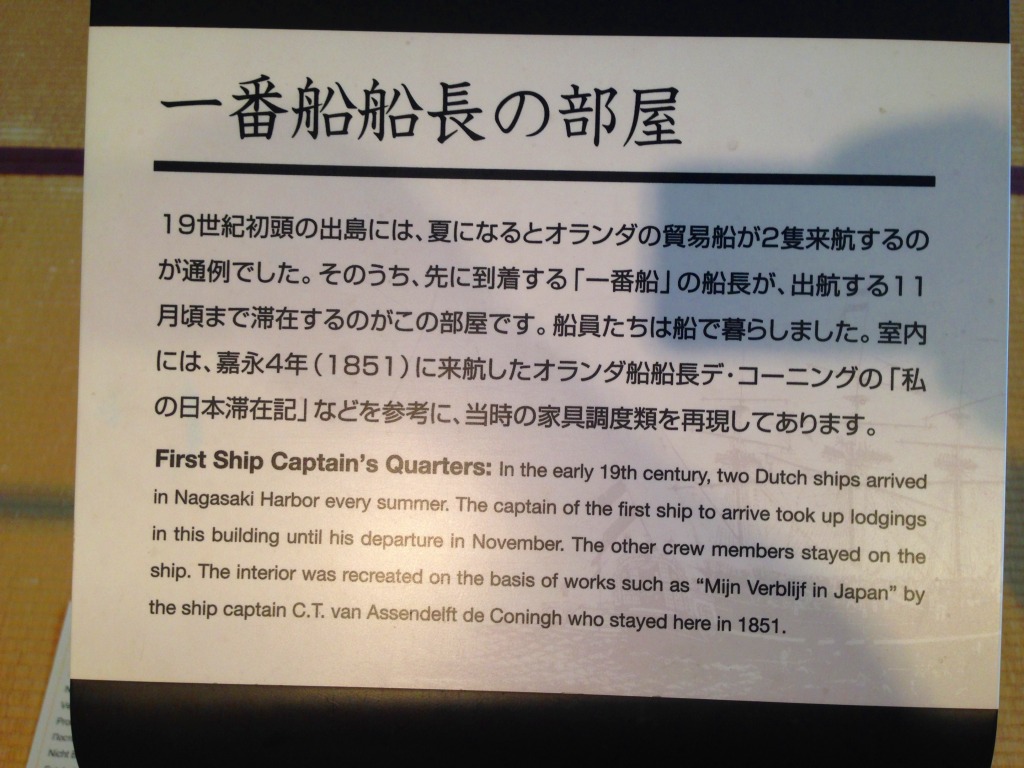 一番船船長の部屋
19世紀初頭の出島には、夏になるとオランダの貿易船が2隻来航するの
が通例でした。そのうち、先に到着する「一番船」の船長が、出航する11
月頃まで滞在するのがこの部屋です。船員たちは船で暮らしました。室内
には、嘉永4年（1851）に来航したオランダ船船長デ・コーニングの「私
の日本滞在記」などを参考に、当時の家具調度類を再現してあります。
First Ship Captain's Quarters: In the early 19th century, two Dutch ships arrived
in Nagasaki Harbor every summer. The captain of the first ship to arrive took up lodgings
in this building until his departure in November. The other crew members stayed on the
ship. The interior was recreated on the basis of works such as “Mijn Verblijf in Japan” by
the ship captain C.T. van Assendelft de Coningh who stayed here in 1851.
Nicht